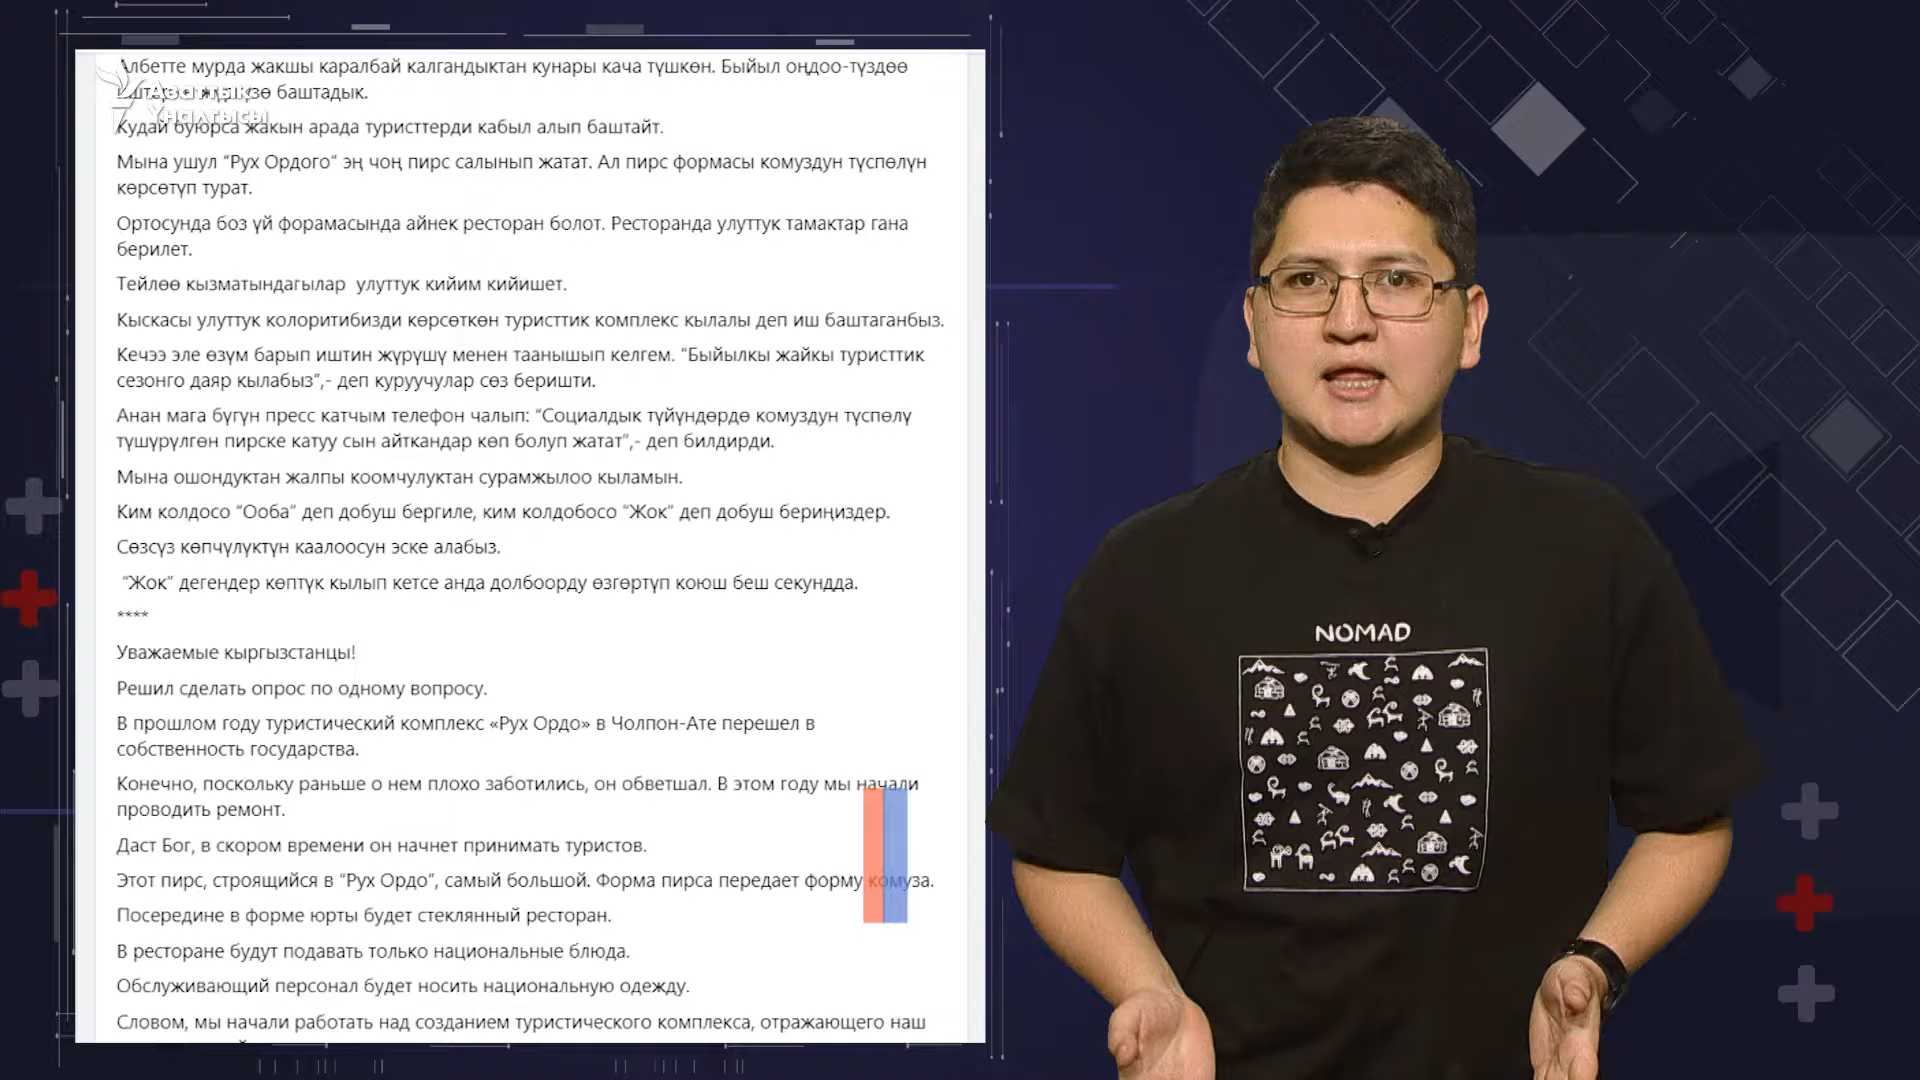 Албетте мурда жакшы каралбай калгандыктан кунары кача түшкөн. Быйыл оңдоо-түздөө
баштадык.
Азаттык
Үналгысы
Кудай буюрса жакын арада туристтерди кабыл алып баштайт.
Мына ушул “Рух Ордого“ эң чоң пирс салынып жатат. Ал пирс формасы комуздун түспөлүн
көрсөтүп турат.
Ортосунда боз үй форамасында айнек ресторан болот. Ресторанда улуттук тамактар гана
берилет.
Тейлөө кызматындагылар улуттук кийим кийишет.
Кыскасы улуттук колоритибизди көрсөткөн туристтик комплекс кылалы деп иш баштаганбыз.
Кечээ эле өзүм барып иштин жүрүшү менен таанышып келгем. “Быйылкы жайкы туристтик
сезонго даяр кылабыз”,- деп куруучулар сөз беришти.
Анан мага бүгүн пресс катчым телефон чалып: “Социалдык түйүндөрдө комуздун түспөлү
түшүрүлгөн пирске катуу сын айткандар көп болуп жатат”,- деп билдирди.
Мына ошондуктан жалпы коомчулуктан сурамжылоо кыламын.
Ким колдосо “Ооба“ деп добуш бергиле, ким колдобосо “Жок“ деп добуш бериңиздер.
Сөзсүз көпчүлүктүн каалоосун эске алабыз.
“Жок“ дегендер көптүк кылып кетсе анда долбоорду өзгөртүп коюш беш секундда.
****
Уважаемые кыргызстанцы!
Решил сделать опрос по одному вопросу.
В прошлом году туристический комплекс «Рух Ордо» в Чолпон-Ате перешел в
собственность государства.
Конечно, поскольку раньше о нем плохо заботились, он обветшал. В этом году мы начали
проводить ремонт.
Даст Бог, в скором времени он начнет принимать туристов.
Этот пирс, строящийся в “Рух Ордо”, самый большой. Форма пирса передает форму комуза.
Посередине в форме юрты будет стеклянный ресторан.
В ресторане будут подавать только национальные блюда.
Обслуживающий персонал будет носить национальную одежду.
Словом, мы начали работать над созданием туристического комплекса, отражающего наш
NOMAD